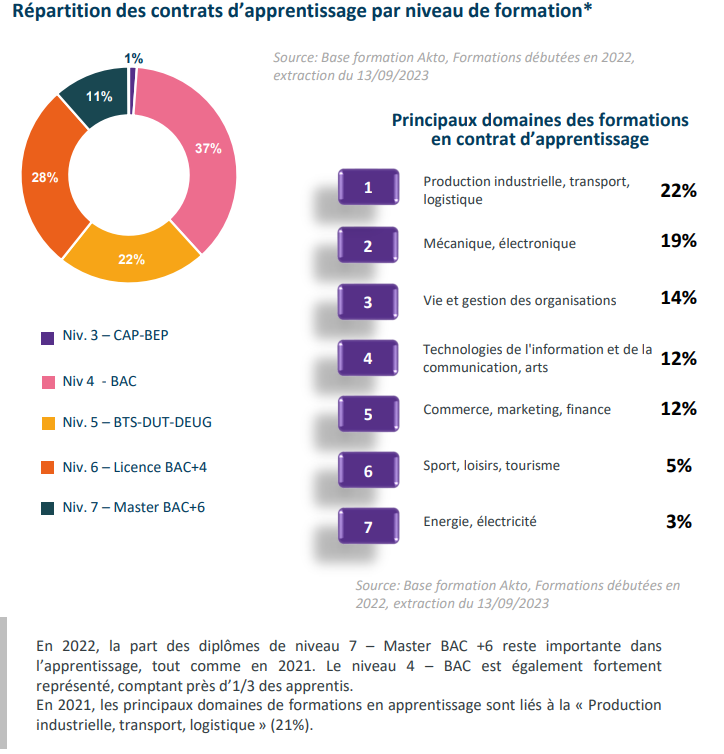 Répartition des contrats d’apprentissage par niveau de formation*
Source: Base formation Akto, Formations débutées en 2022,
extraction du 13/09/2023
1%
11%
37%
28%
22%
Niv. 3 – CAP-BEP
Niv 4 - BAC
Niv. 5 – BTS-DUT-DEUG
Niv. 6 – Licence BAC+4
Niv. 7 – Master BAC+6
Principaux domaines des formations
en contrat d’apprentissage
1 Production industrielle, transport, 22%
logistique
2 Mécanique, électronique 19%
3 Vie et gestion des organisations 14%
4 Technologies de l'information et de la 12%
communication, arts
5 Commerce, marketing, finance 12%
6 Sport, loisirs, tourisme 5%
7 Energie, électricité 3%
Source: Base formation Akto, Formations débutées en
2022, extraction du 13/09/2023
En 2022, la part des diplômes de niveau 7 – Master BAC +6 reste importante dans
l’apprentissage, tout comme en 2021. Le niveau 4 – BAC est également fortement
représenté, comptant près d’1/3 des apprentis.
En 2021, les principaux domaines de formations en apprentissage sont liés à la « Production
industrielle, transport, logistique » (21%).